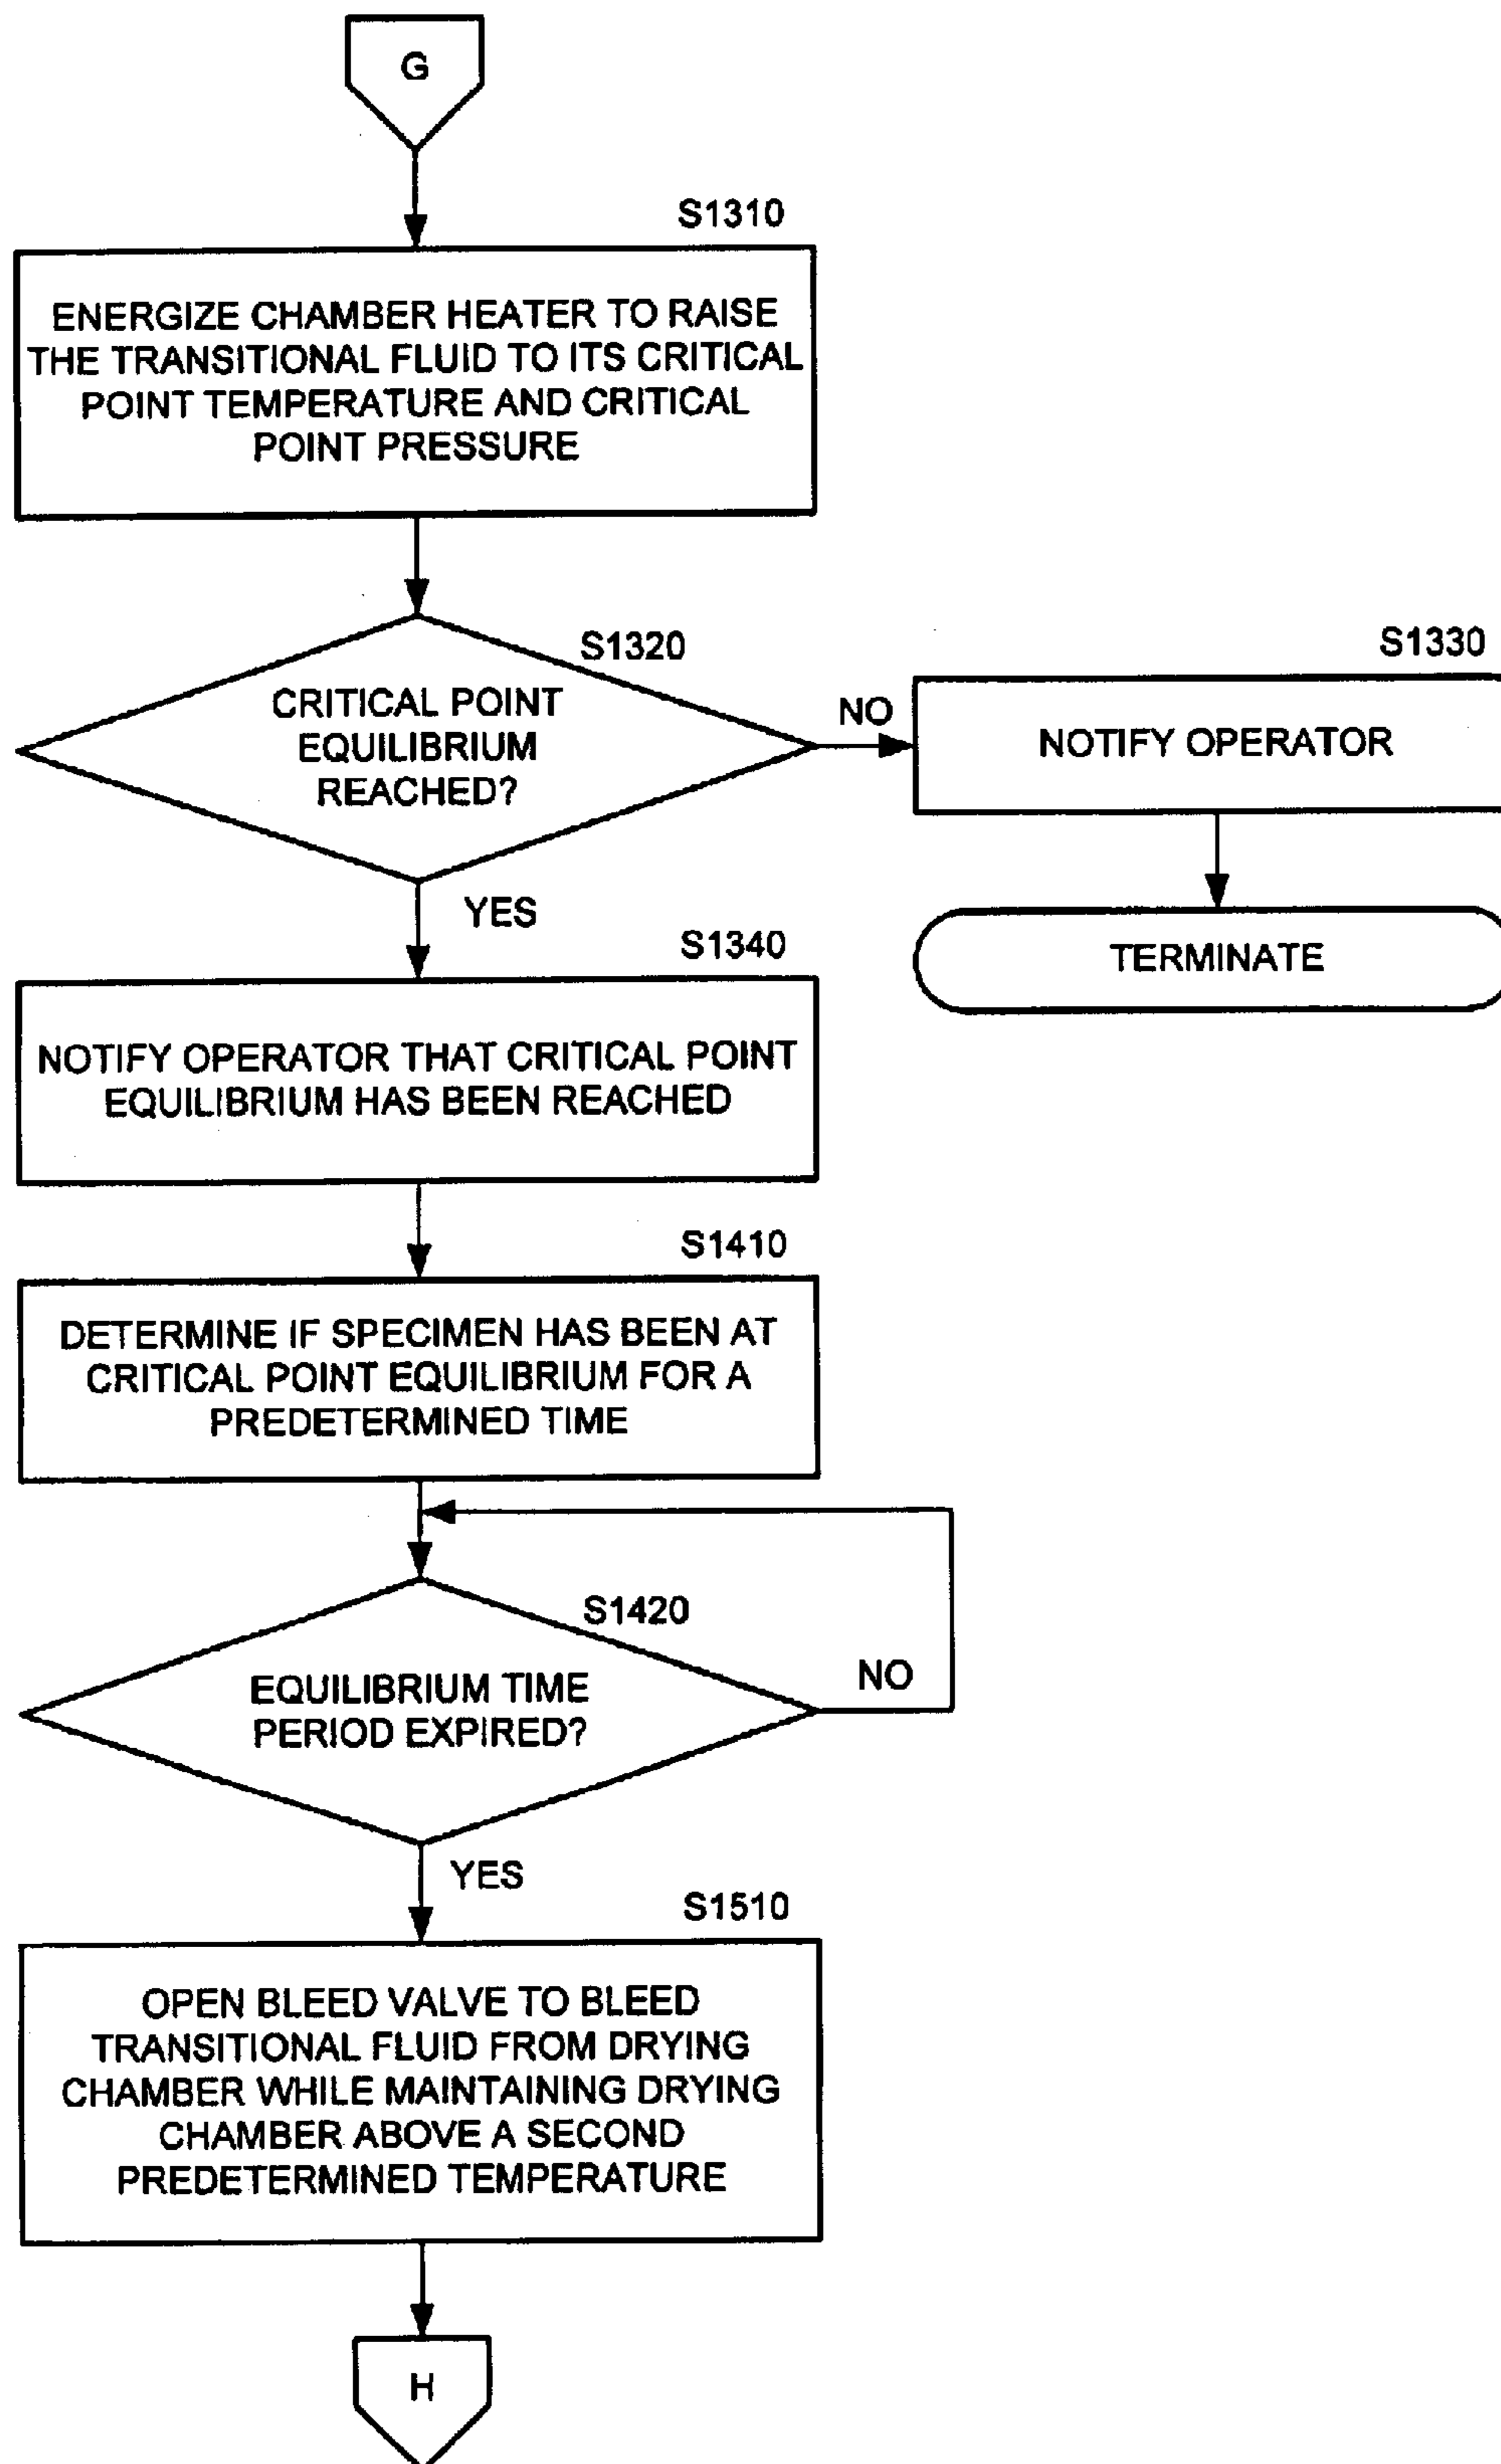 G
S1310
ENERGIZE CHAMBER HEATER TO RAISE
THE TRANSITIONAL FLUID TO ITS CRITICAL
POINT TEMPERATURE AND CRITICAL
POINT PRESSURE
S1320
CRITICAL POINT
EQUILIBRIUM
REACHED?
NO
S1330
NOTIFY OPERATOR
TERMINATE
YES
S1340
NOTIFY OPERATOR THAT CRITICAL POINT
EQUILIBRIUM HAS BEEN REACHED
S1410
DETERMINE IF SPECIMEN HAS BEEN AT
CRITICAL POINT EQUILIBRIUM FOR A
PREDETERMINED TIME
S1420
EQUILIBRIUM TIME
PERIOD EXPIRED?
NO
YES
S1510
OPEN BLEED VALVE TO BLEED
TRANSITIONAL FLUID FROM DRYING
CHAMBER WHILE MAINTAINING DRYING
CHAMBER ABOVE A SECOND
PREDETERMINED TEMPERATURE
H